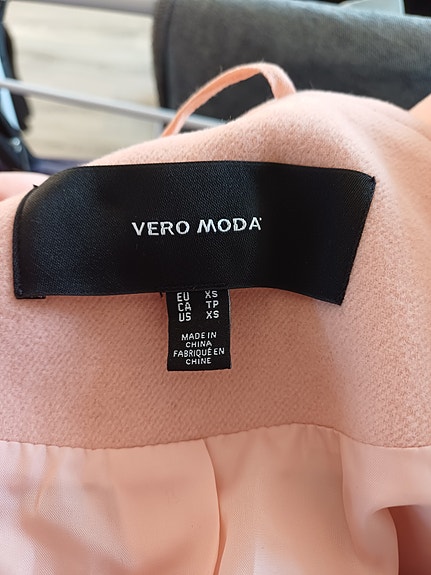 VERO MODA
EU XS
CA TP
US XS
MADE IN
CHINA
FABRIQUÉ EN
CHINE